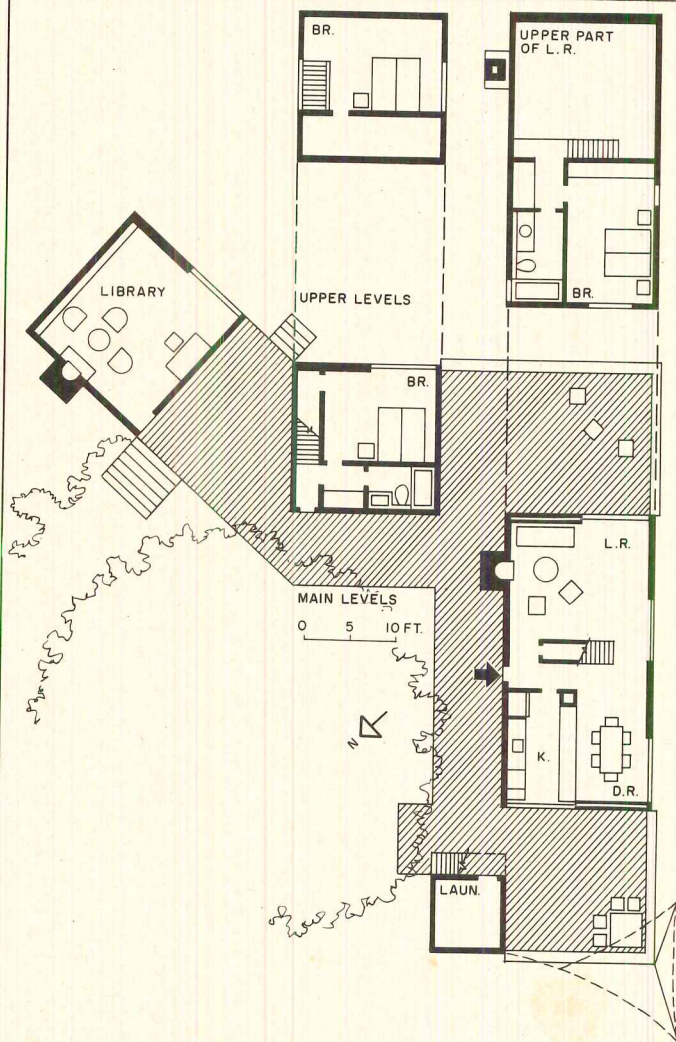 BR.
UPPER PART
OF L.R.
LIBRARY
UPPER LEVELS
BR.
BR.
L.R.
MAIN LEVELS
0 5 10 FT.
N
K.
D.R.
LAUN.